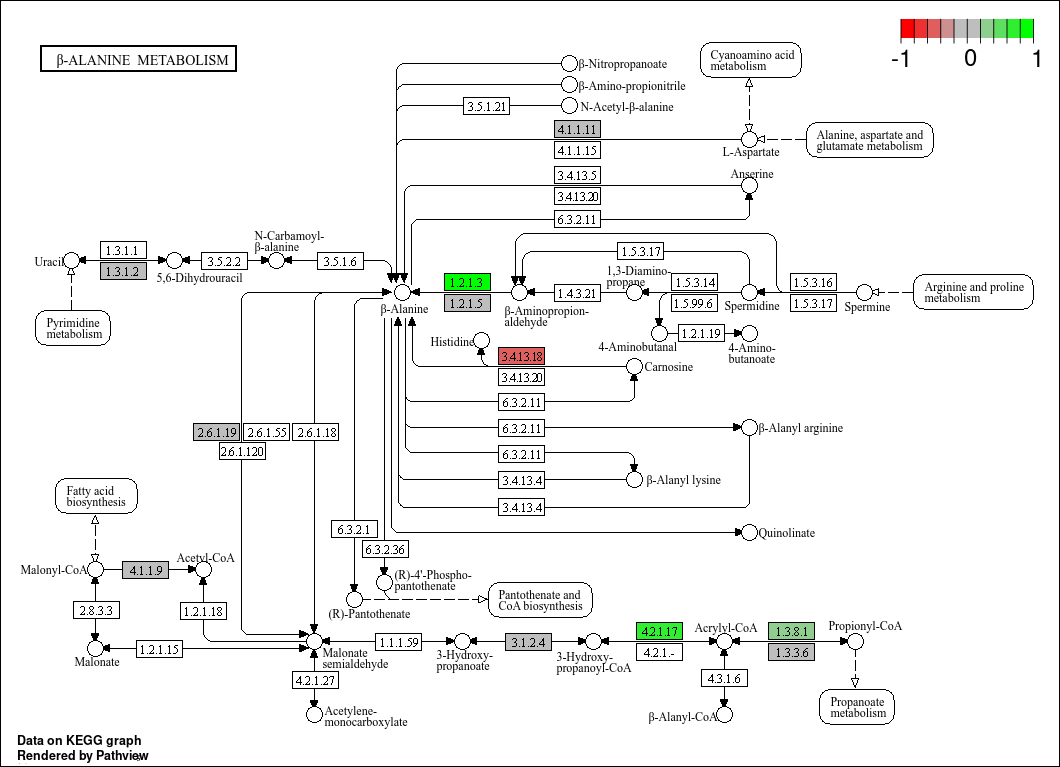 β-ALANINE METABOLISM
-1 0 1
β-Nitropropanoate
β-Amino-propionitrile
3.5.1.21
N-Acetyl-β-alanine
Cyanoamino acid
metabolism
4.1.1.11
4.1.1.15
L-Aspartate
Alanine, aspartate and
glutamate metabolism
3.4.13.5
3.4.13.20
Anserine
6.3.2.11
Uracil
1.3.1.1
1.3.1.2
5,6-Dihydrouracil
3.5.2.2
N-Carbamoyl-
β-alanine
3.5.1.6
Pyrimidine
metabolism
β-Alanine
1.2.1.3
1.2.1.5
β-Aminopropion-
aldehyde
1.4.3.21
1.5.3.17
1,3-Diamino-
propane
1.5.3.14
1.5.99.6
Spermidine
1.5.3.16
1.5.3.17
Spermine
Arginine and proline
metabolism
4-Aminobutanal
1.2.1.19
4-Amino-
butanoate
Histidine
3.4.13.18
3.4.13.20
Carnosine
6.3.2.11
6.3.2.11
β-Alanyl arginine
6.3.2.11
3.4.13.4
β-Alanyl lysine
3.4.13.4
Quinolinate
2.6.1.19
2.6.1.55
2.6.1.18
2.6.1.120
6.3.2.1
6.3.2.36
(R)-4'-Phospho-
pantothenate
(R)-Pantothenate
Pantothenate and
CoA biosynthesis
Fatty acid
biosynthesis
Malonyl-CoA
4.1.1.9
Acetyl-CoA
2.8.3.3
1.2.1.18
Malonate
1.2.1.15
Malonate
semialdehyde
1.1.1.59
3-Hydroxy-
propanoate
3.1.2.4
3-Hydroxy-
propanoyl-CoA
4.2.1.17
4.2.1.-
Acrylyl-CoA
1.3.8.1
1.3.3.6
Propionyl-CoA
4.2.1.27
Acetylene-
monocarboxylate
4.3.1.6
β-Alanyl-CoA
Propanoate
metabolism
Data on KEGG graph
Rendered by Pathview